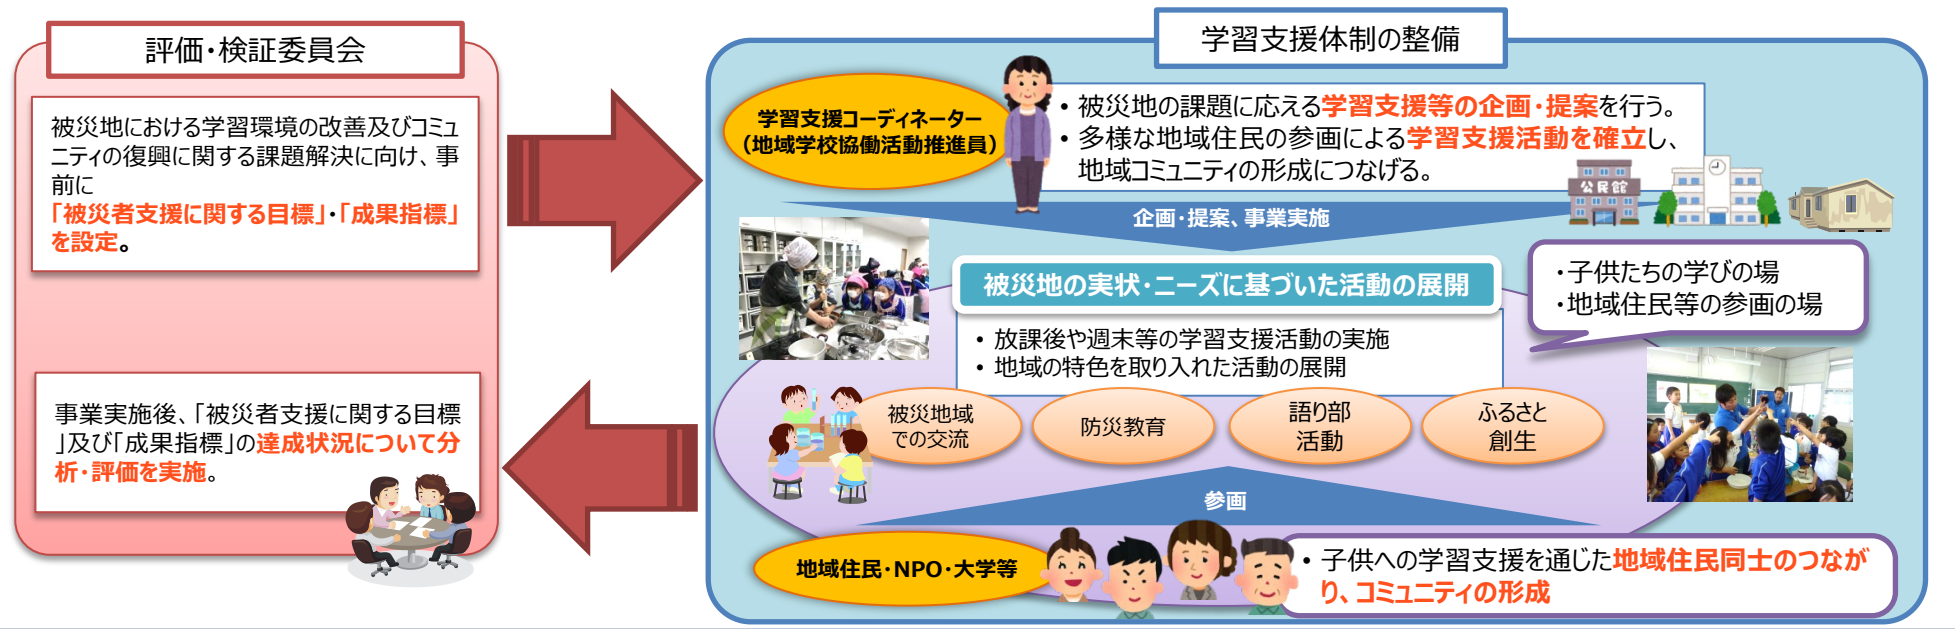 評価・検証委員会
被災地における学習環境の改善及びコミュ
ニティの復興に関する課題解決に向け、事
前に
「被災者支援に関する目標」・「成果指標」
を設定。
事業実施後、「被災者支援に関する目標
」及び「成果指標」の達成状況について分
析・評価を実施。
学習支援体制の整備
学習支援コーディネーター
（地域学校協働活動推進員）
・被災地の課題に応える学習支援等の企画・提案を行う。
・多様な地域住民の参画による学習支援活動を確立し、
地域コミュニティの形成につなげる。
公民館
企画・提案、事業実施
被災地の実状・ニーズに基づいた活動の展開
・放課後や週末等の学習支援活動の実施
・地域の特色を取り入れた活動の展開
・子供たちの学びの場
・地域住民等の参画の場
被災地域
での交流
防災教育
語り部
活動
ふるさと
創生
参画
地域住民・NPO・大学等
・子供への学習支援を通じた地域住民同士のつなが
り、コミュニティの形成